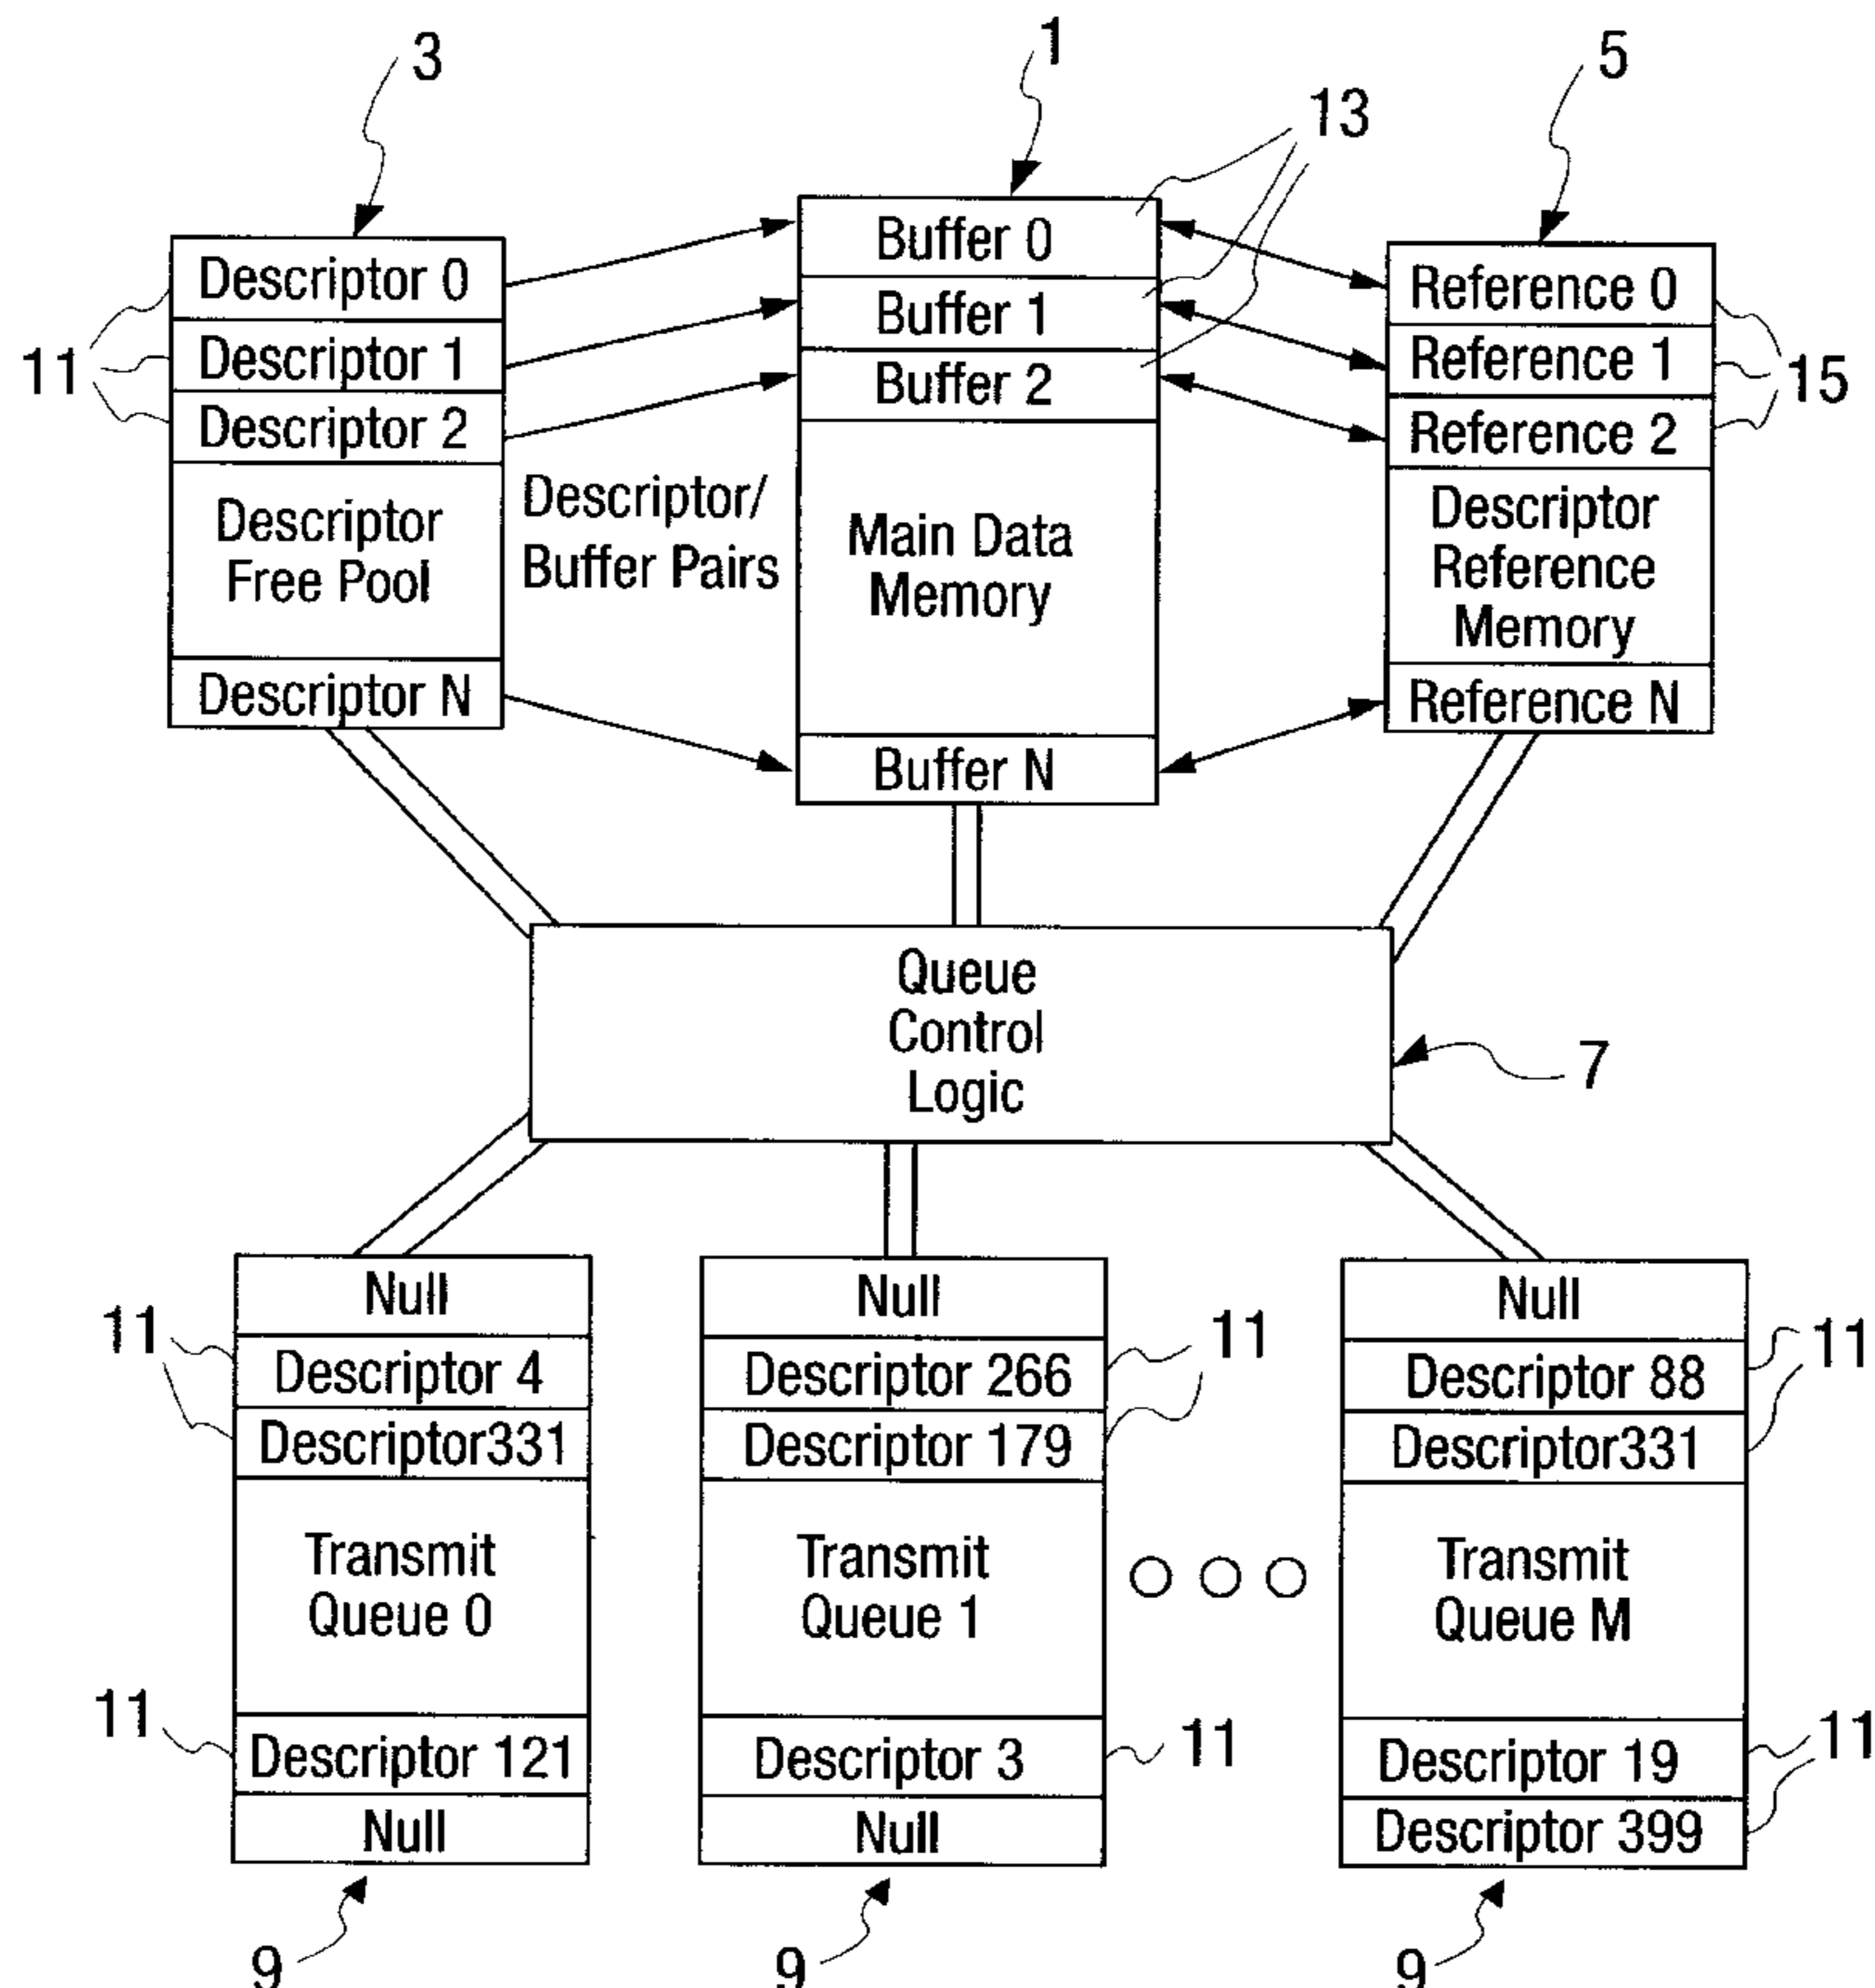 3
1
5
13
Descriptor 0
Descriptor 1
Descriptor 2
Descriptor
Free Pool
Descriptor N
11
Descriptor/
Buffer Pairs
Buffer 0
Buffer 1
Buffer 2
Main Data
Memory
Buffer N
Reference 0
Reference 1
Reference 2
Descriptor
Reference
Memory
Reference N
15
Queue
Control
Logic
7
Null
Descriptor 4
Descriptor331
Transmit
Queue 0
Descriptor 121
Null
11
11
9
Null
Descriptor 266
Descriptor 179
Transmit
Queue 1
Descriptor 3
Null
11
11
9
Null
Descriptor 88
Descriptor331
Transmit
Queue M
Descriptor 19
Descriptor 399
11
11
9